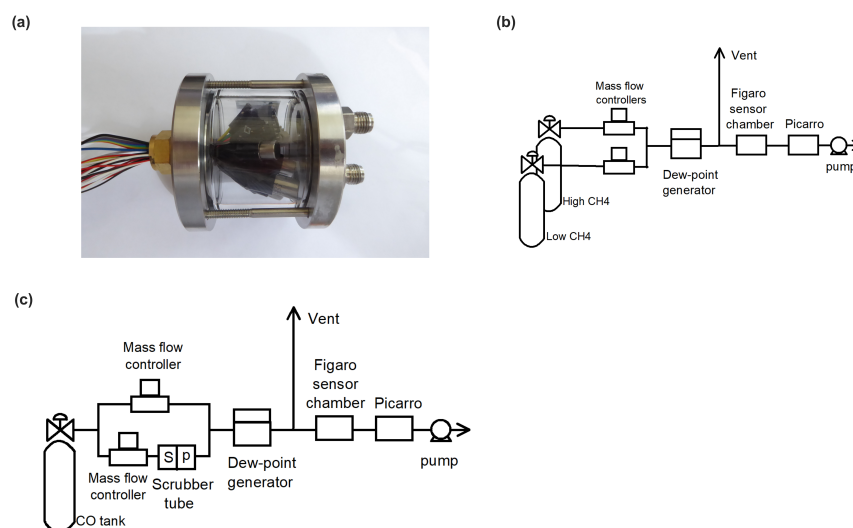 (a)
(b)
Vent
Mass flow
controllers
Figaro
sensor
chamber
Picarro
pump
Dew-point
generator
High CH4
Low CH4
(c)
Vent
Mass flow
controller
Figaro
sensor
chamber
Picarro
pump
S p
Dew-point
generator
Mass flow
controller
Scrubber
tube
CO tank